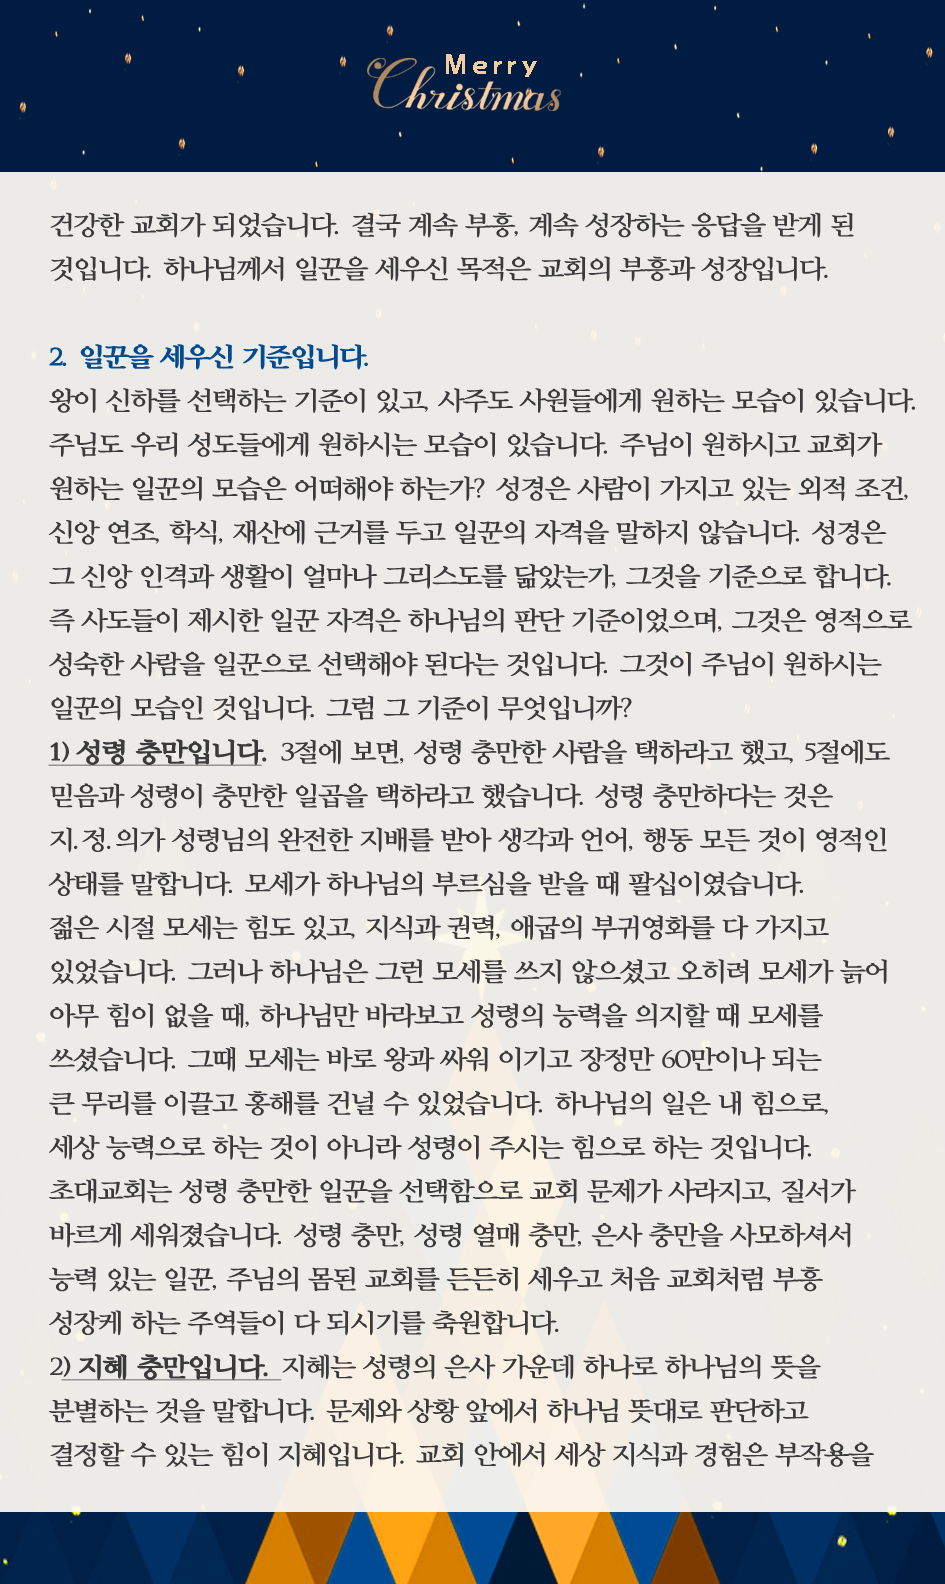 Merry
Christmas
건강한 교회가 되었습니다. 결국 계속 부흥, 계속 성장하는 응답을 받게 된
것입니다. 하나님께서 일꾼을 세우신 목적은 교회의 부흥과 성장입니다.
2. 일꾼을 세우신 기준입니다.
왕이 신하를 선택하는 기준이 있고, 사주도 사원들에게 원하는 모습이 있습니다.
주님도 우리 성도들에게 원하시는 모습이 있습니다. 주님이 원하시고 교회가
원하는 일꾼의 모습은 어떠해야 하는가? 성경은 사람이 가지고 있는 외적 조건,
신앙 연조, 학식, 재산에 근거를 두고 일꾼의 자격을 말하지 않습니다. 성경은
그 신앙 인격과 생활이 얼마나 그리스도를 닮았는가, 그것을 기준으로 합니다.
즉 사도들이 제시한 일꾼 자격은 하나님의 판단 기준이었으며, 그것은 영적으로
성숙한 사람을 일꾼으로 선택해야 된다는 것입니다. 그것이 주님이 원하시는
일꾼의 모습인 것입니다. 그럼 그 기준이 무엇입니까?
1) 성령 충만입니다. 3절에 보면, 성령 충만한 사람을 택하라고 했고, 5절에도
믿음과 성령이 충만한 일곱을 택하라고 했습니다. 성령 충만하다는 것은
지.정.의가 성령님의 완전한 지배를 받아 생각과 언어, 행동 모든 것이 영적인
상태를 말합니다. 모세가 하나님의 부르심을 받을 때 팔십이였습니다.
젊은 시절 모세는 힘도 있고, 지식과 권력, 애굽의 부귀영화를 다 가지고
있었습니다. 그러나 하나님은 그런 모세를 쓰지 않으셨고 오히려 모세가 늙어
아무 힘이 없을 때, 하나님만 바라보고 성령의 능력을 의지할 때 모세를
쓰셨습니다. 그때 모세는 바로 왕과 싸워 이기고 장정만 60만이나 되는
큰 무리를 이끌고 홍해를 건널 수 있었습니다. 하나님의 일은 내 힘으로,
세상 능력으로 하는 것이 아니라 성령이 주시는 힘으로 하는 것입니다.
초대교회는 성령 충만한 일꾼을 선택함으로 교회 문제가 사라지고, 질서가
바르게 세워졌습니다. 성령 충만, 성령 열매 충만, 은사 충만을 사모하셔서
능력 있는 일꾼, 주님의 몸된 교회를 든든히 세우고 처음 교회처럼 부흥
성장케 하는 주역들이 다 되시기를 축원합니다.
2) 지혜 충만입니다. 지혜는 성령의 은사 가운데 하나로 하나님의 뜻을
분별하는 것을 말합니다. 문제와 상황 앞에서 하나님 뜻대로 판단하고
결정할 수 있는 힘이 지혜입니다. 교회 안에서 세상 지식과 경험은 부작용을